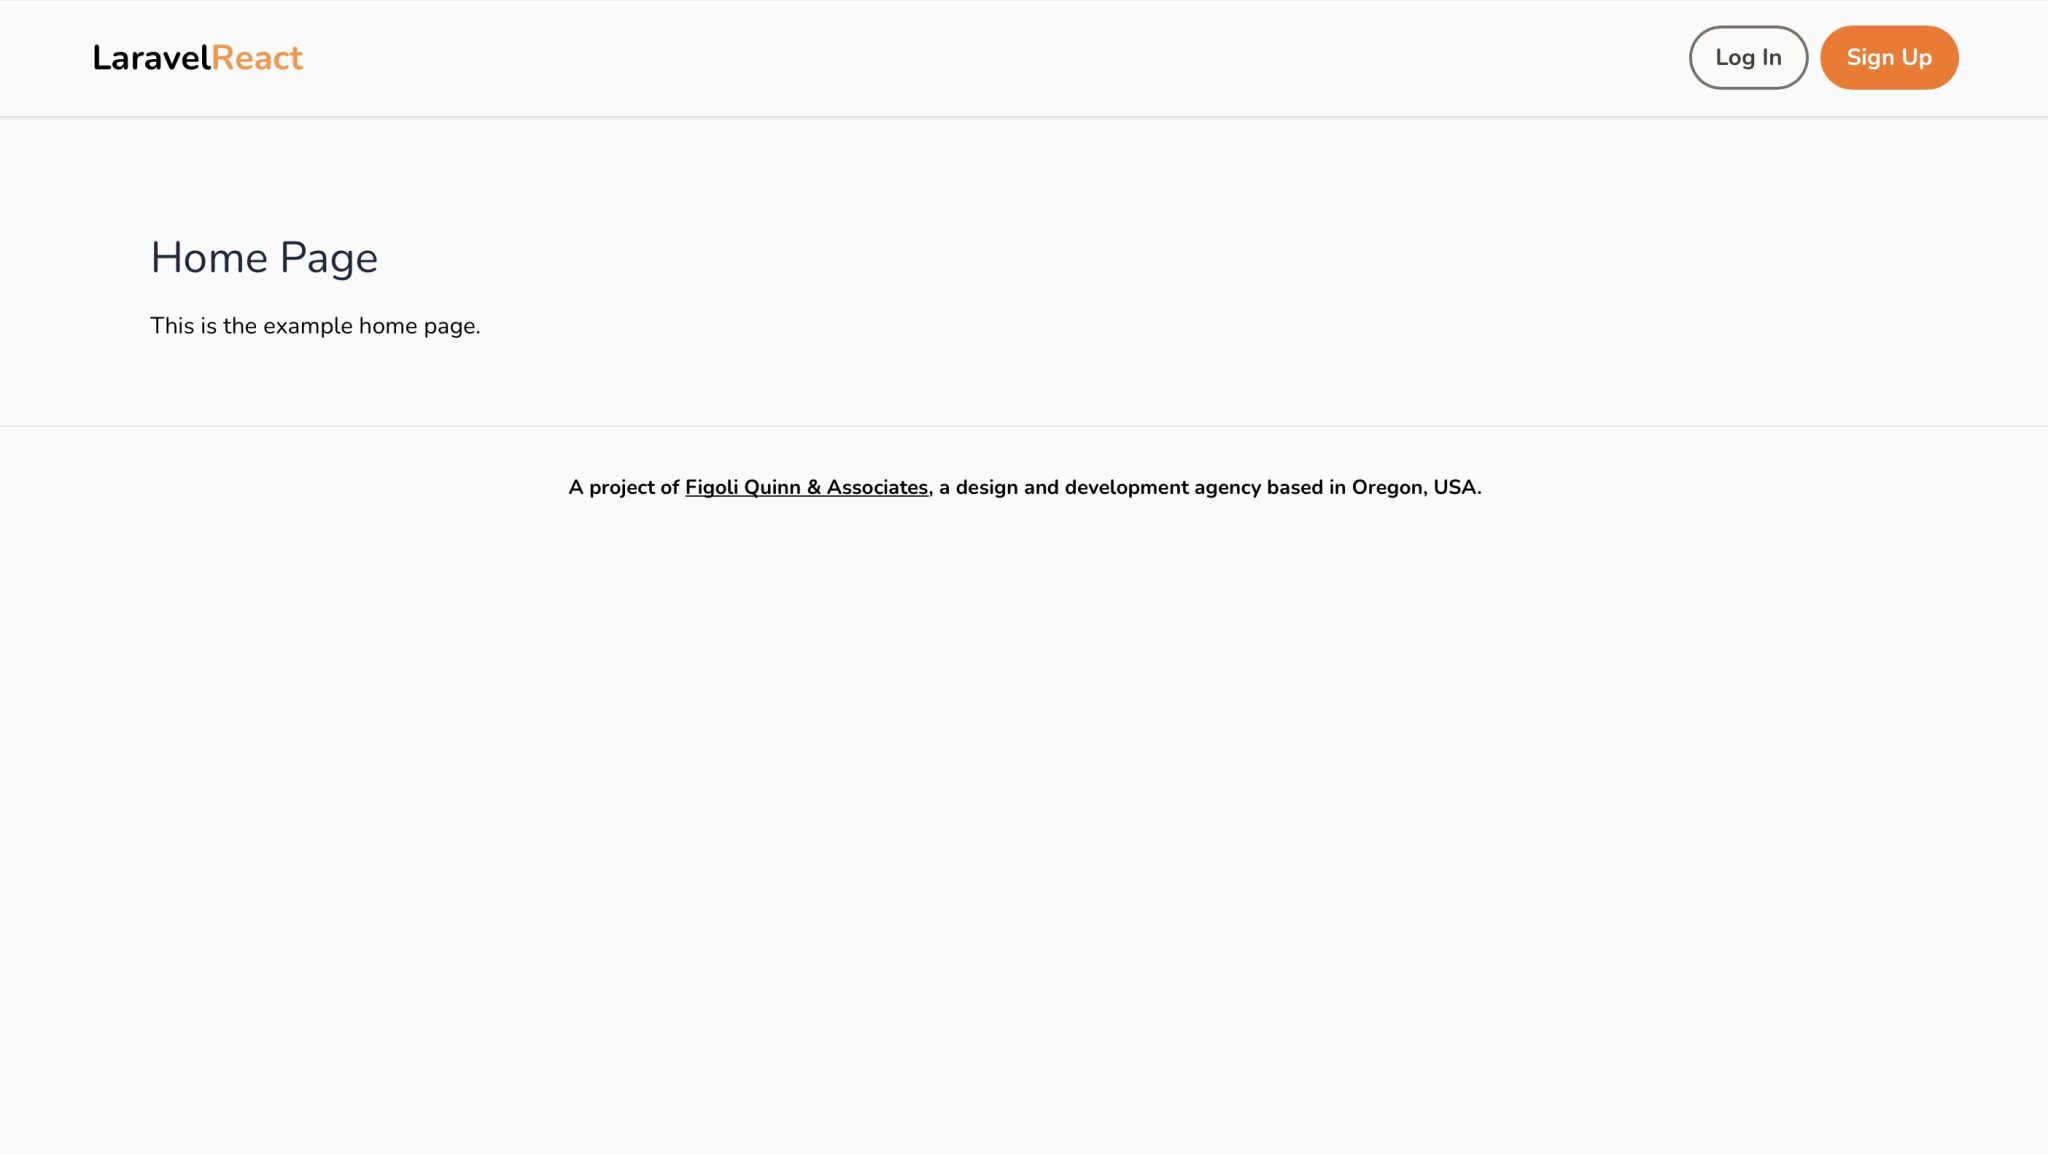 LaravelReact
Log In
Sign Up
Home Page
This is the example home page.
A project of Figoli Quinn & Associates, a design and development agency based in Oregon, USA.